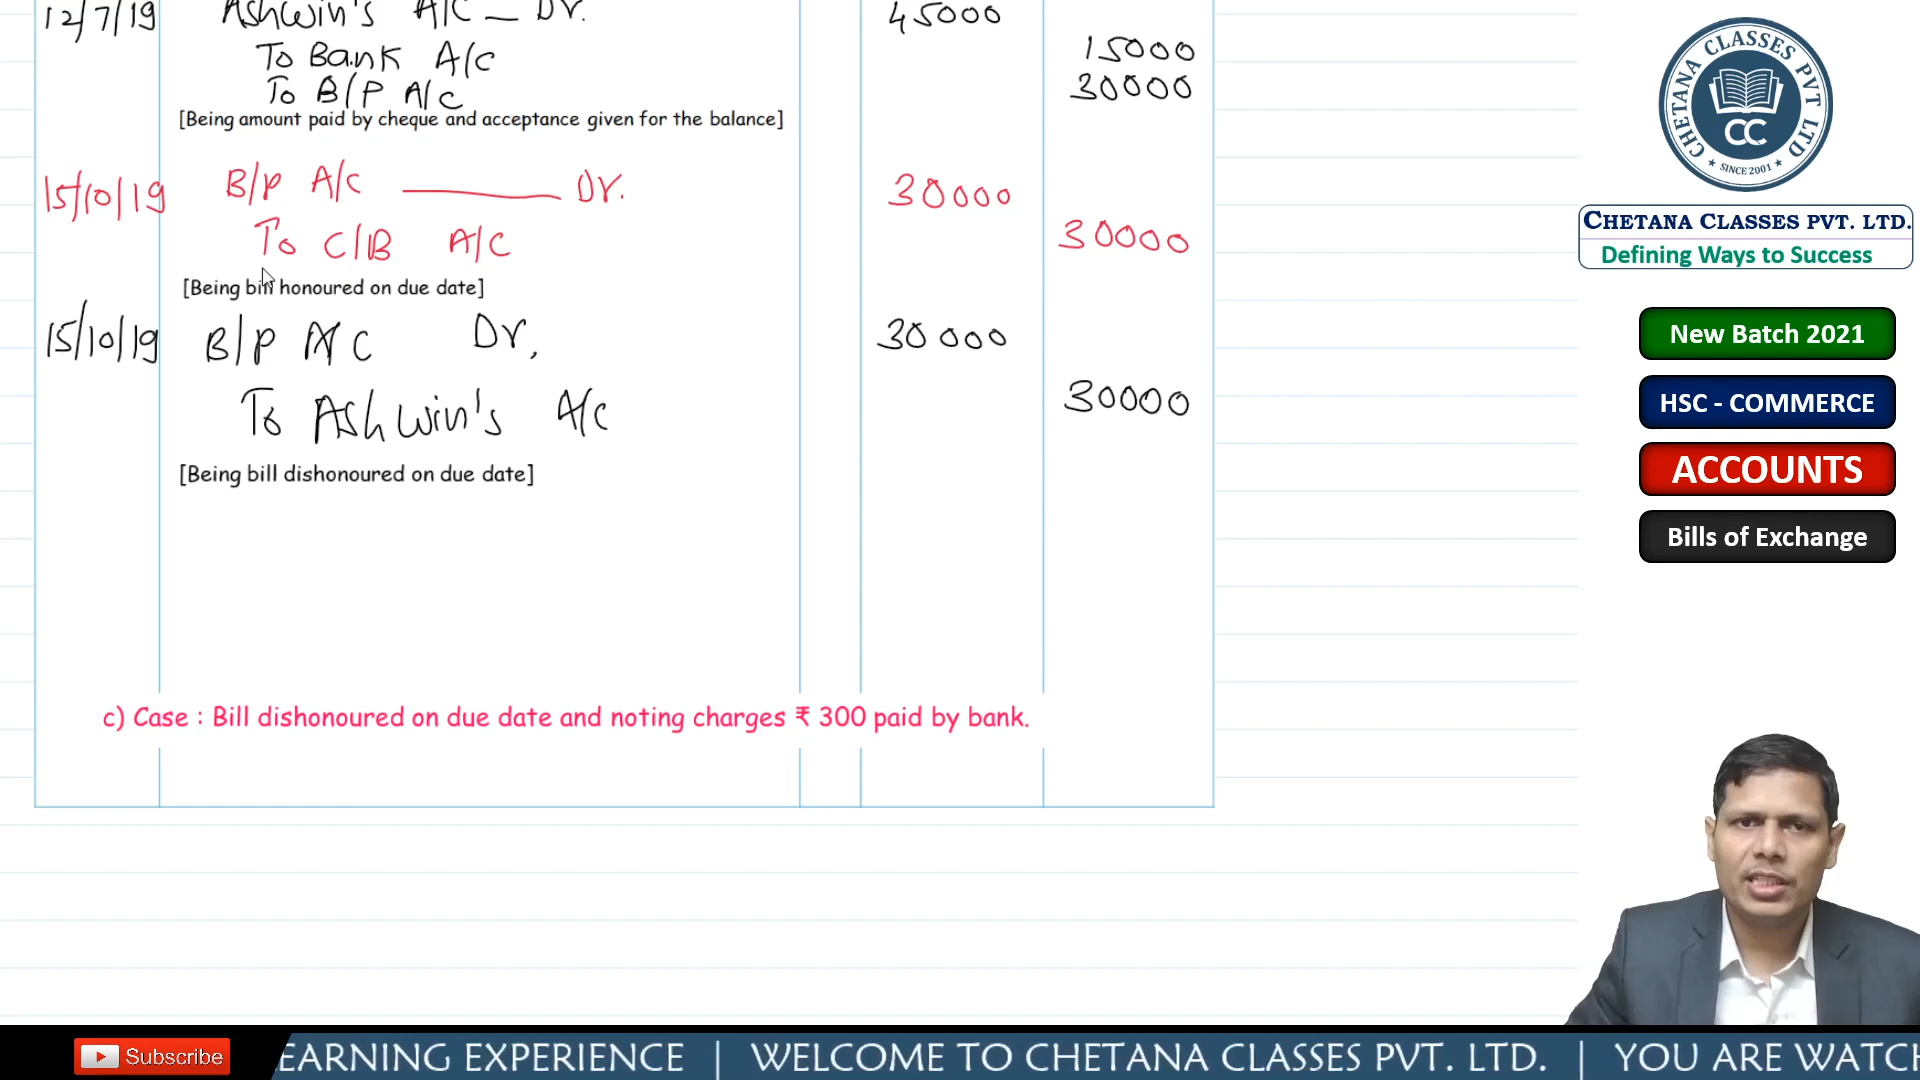 12/7/19 Ashwin's A/C — Dr. 45000
To Bank A/C 15000
To B/P A/C 30000
[Being amount paid by cheque and acceptance given for the balance]
15/10/19 B/P A/C Dr. 30000
To C/B A/C 30000
[Being bill honoured on due date]
15/10/19 B/P A/C Dr. 30000
To Ashwin's A/C 30000
[Being bill dishonoured on due date]
c) Case : Bill dishonoured on due date and noting charges ₹ 300 paid by bank.
CHETANA CLASSES PVT LTD
CC
SINCE 2001
CHETANA CLASSES PVT. LTD.
Defining Ways to Success
New Batch 2021
HSC - COMMERCE
ACCOUNTS
Bills of Exchange
Subscribe
EARNING EXPERIENCE | WELCOME TO CHETANA CLASSES PVT. LTD. | YOU ARE WATCH